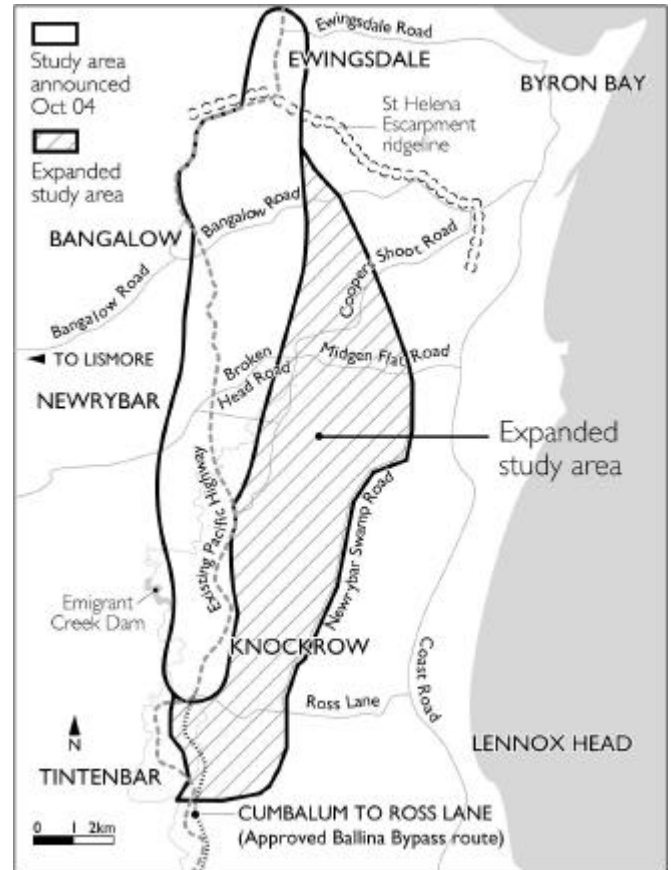 Study area
announced
Oct 04
Expanded
study area
Ewingsdale Road
EWINGSDALE
BYRON BAY
St Helena
Escarpment
ridgeline
Bangalow Road
BANGALOW
Coopers Shoot Road
Bangalow Road
TO LISMORE
Broken
Head Road
Midgen Flat Road
NEWRYBAR
Expanded
study area
Existing Pacific Highway
Newrybar Swamp Road
Emigrant
Creek Dam
KNOCKROW
Coast Road
Ross Lane
N
LENNOX HEAD
TINTENBAR
CUMBALUM TO ROSS LANE
(Approved Ballina Bypass route)
0 1 2km